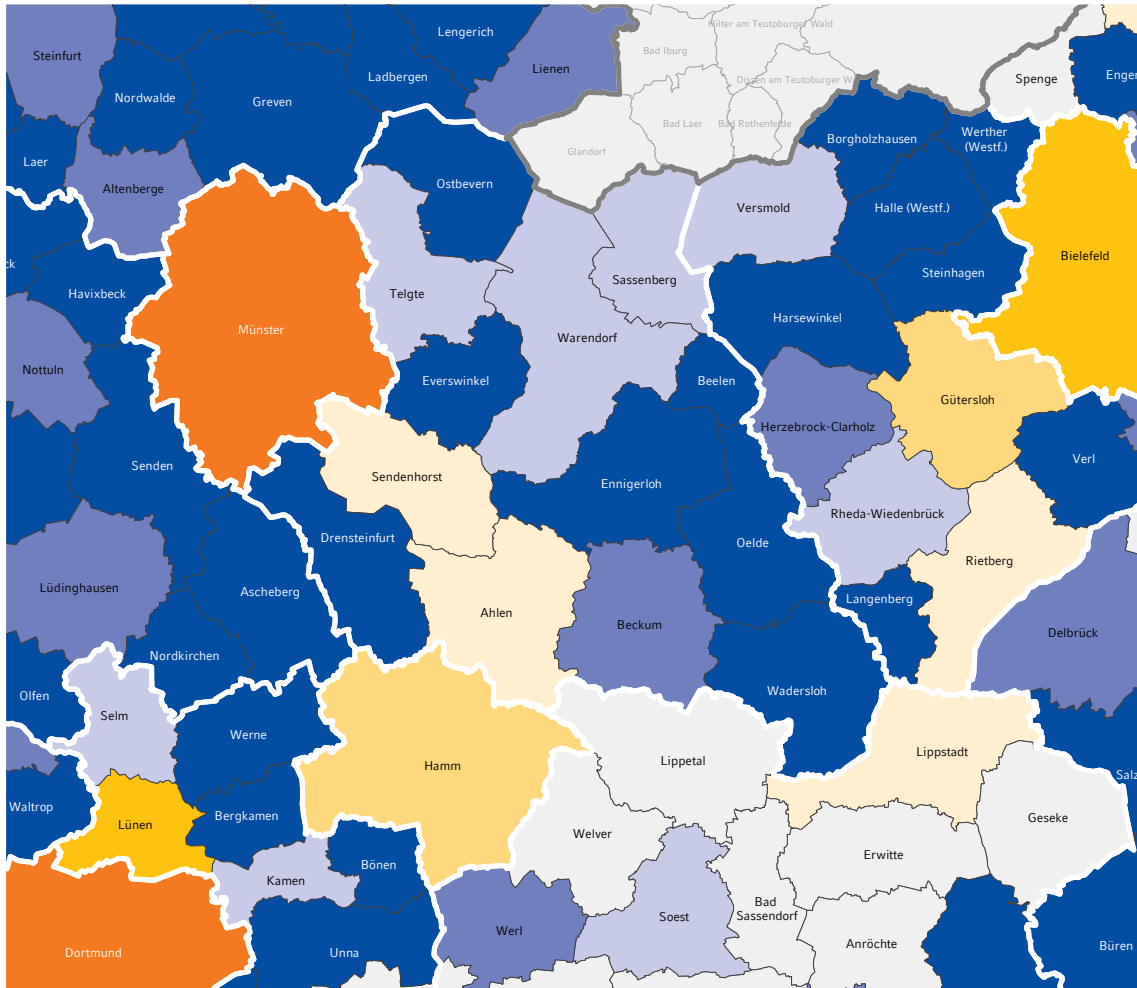 Lengerich
Hilter am Teutoburger Wald
Steinfurt
Bad Iburg
Lienen
Ladbergen
Dissen am Teutoburger W
Spenge
Enger
Nordwalde
Greven
Bad Laer
Bad Rothenfelde
Werther
(Westf.)
Borgholzhausen
Glandorf
Laer
Altenberge
Ostbevern
Versmold
Halle (Westf.)
Bielefeld
ck
Steinhagen
Havixbeck
Telgte
Sassenberg
Harsewinkel
Münster
Warendorf
Nottuln
Everswinkel
Beelen
Gütersloh
Herzebrock-Clarholz
Senden
Verl
Sendenhorst
Ennigerloh
Rheda-Wiedenbrück
Drensteinfurt
Oelde
Rietberg
Lüdinghausen
Ascheberg
Langenberg
Ahlen
Beckum
Delbrück
Nordkirchen
Olfen
Wadersloh
Selm
Werne
Lippstadt
Hamm
Lippetal
Salz
Waltrop
Lünen
Bergkamen
Geseke
Welver
Erwitte
Bönen
Kamen
Bad
Sassendorf
Soest
Werl
Anröchte
Büren
Dortmund
Unna